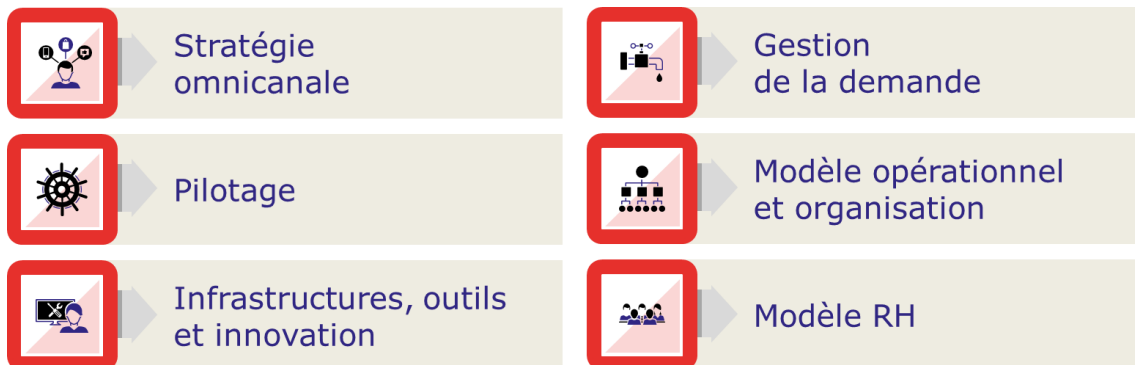 Stratégie
omnicanale
Gestion
de la demande
Pilotage
Modèle opérationnel
et organisation
Infrastructures, outils
et innovation
Modèle RH